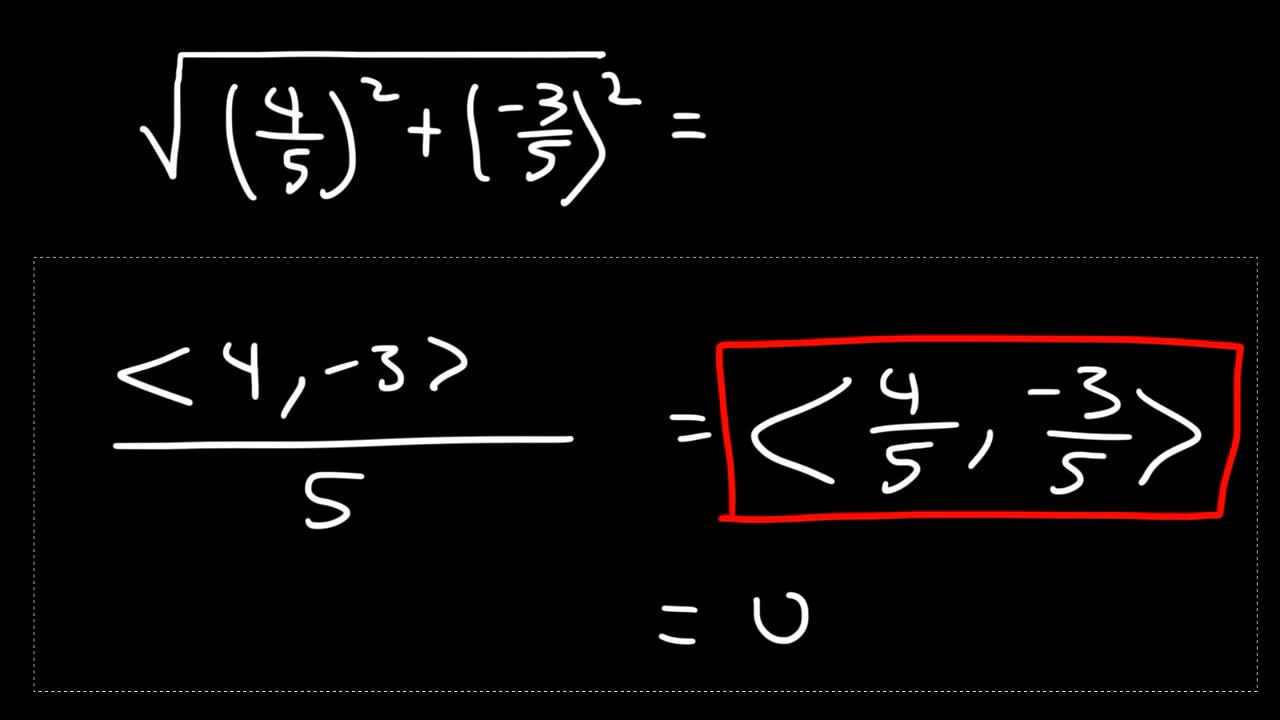 √((4/5)² + (-3/5)²) =
<4, -3>/5 = <4/5, -3/5>
= U